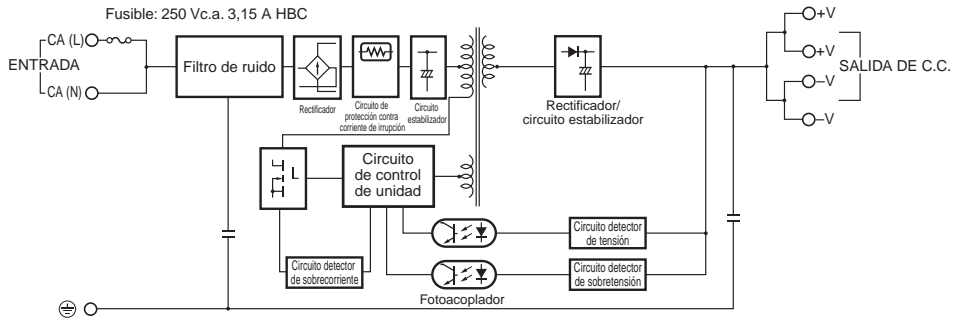 Fusible: 250 Vc.a. 3,15 A HBC
CA (L)
ENTRADA
CA (N)
Filtro de ruido
Rectificador
Circuito de
protección contra
corriente de irrupción
Circuito
estabilizador
Rectificador/
circuito estabilizador
+V
+V
SALIDA DE C.C.
–V
–V
Circuito
de control
de unidad
Circuito detector
de sobrecorriente
Circuito detector
de tensión
Circuito detector
de sobretensión
Fotoacoplador